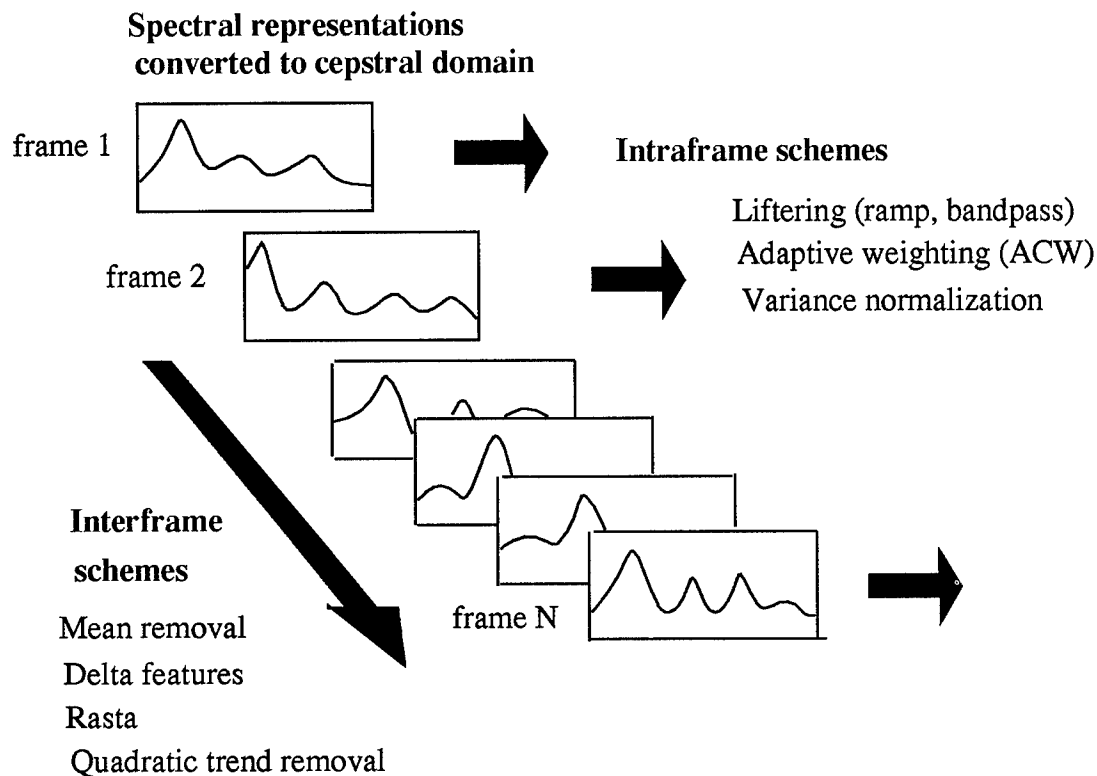 Spectral representations
converted to cepstral domain
frame 1
Intraframe schemes
Liftering (ramp, bandpass)
frame 2
Adaptive weighting (ACW)
Variance normalization
Interframe
schemes
frame N
Mean removal
Delta features
Rasta
Quadratic trend removal